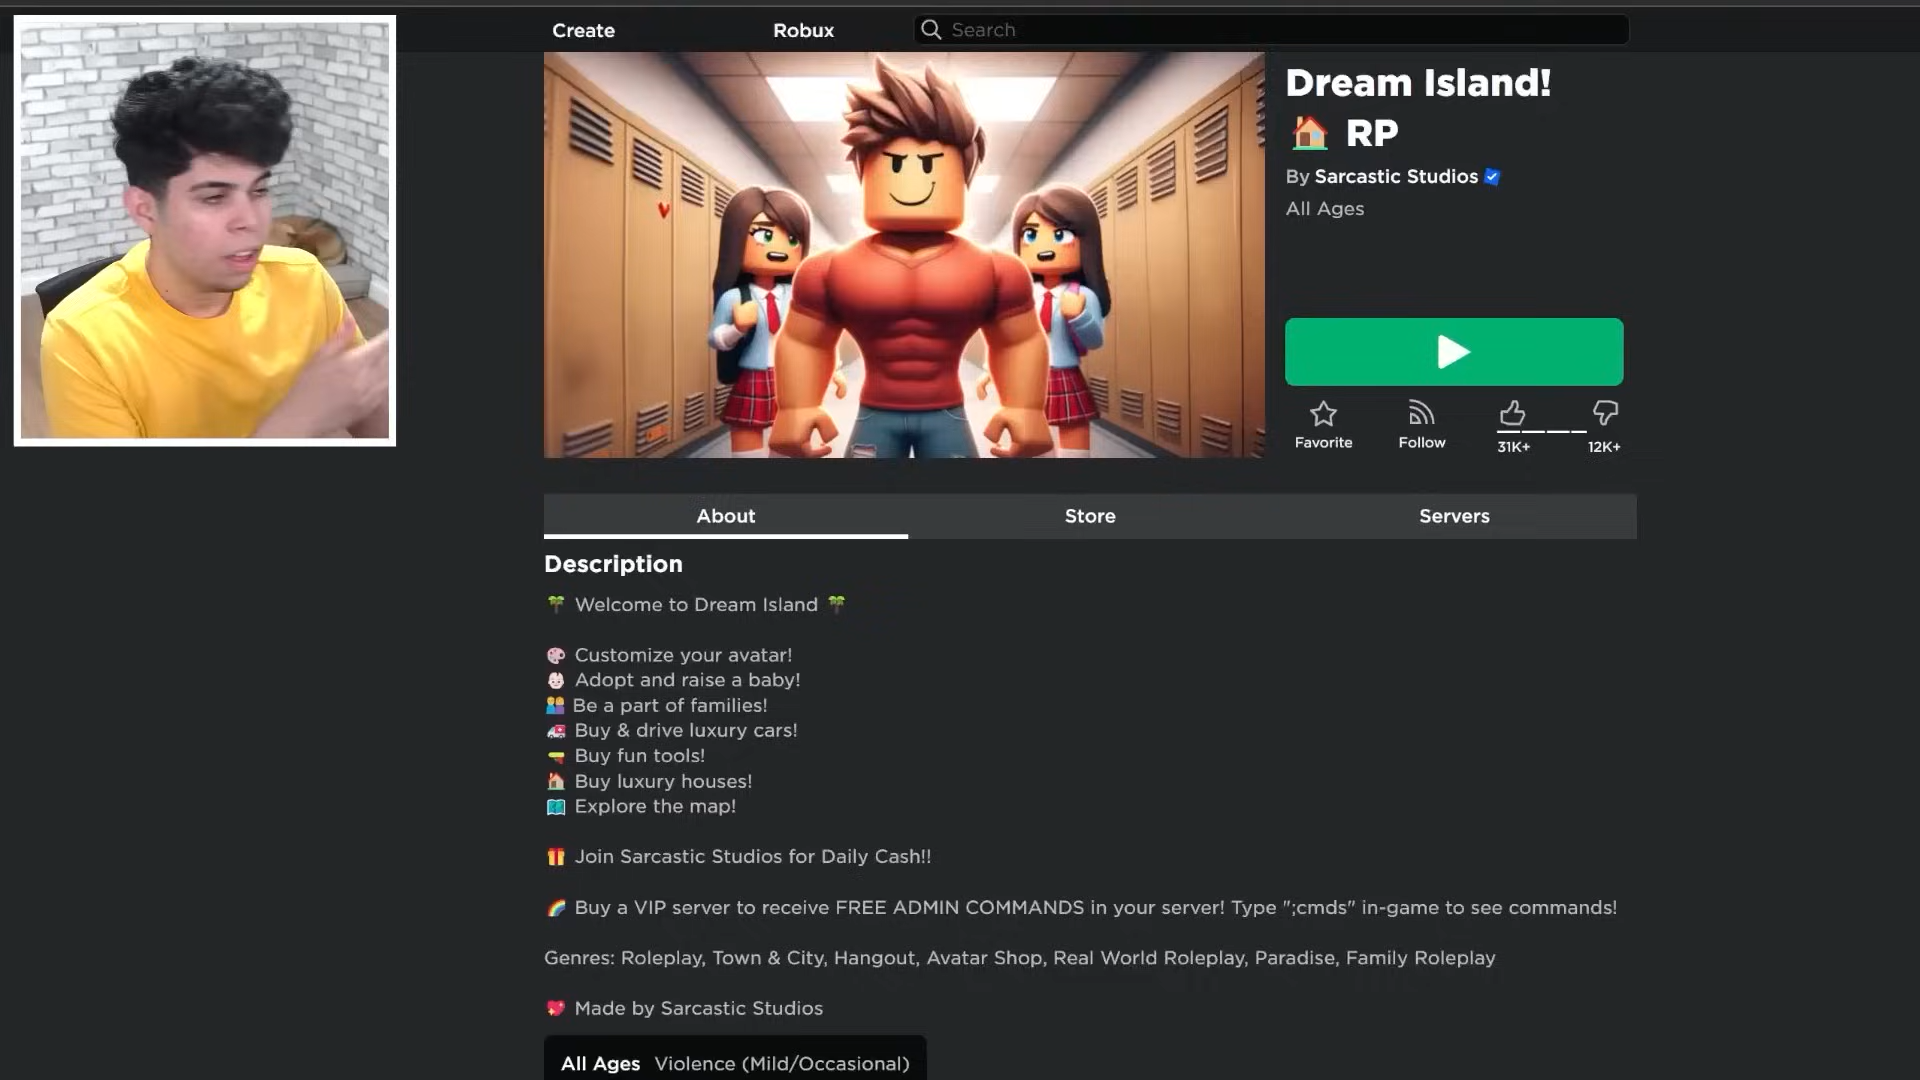 Create
Robux
Search
Dream Island!
🏠 RP
By Sarcastic Studios
All Ages
Favorite
Follow
31K+
12K+
About
Store
Servers
Description
🌴 Welcome to Dream Island 🌴
🎨 Customize your avatar!
👶 Adopt and raise a baby!
👬 Be a part of families!
🚑 Buy & drive luxury cars!
🔫 Buy fun tools!
🏠 Buy luxury houses!
🗺️ Explore the map!
🎁 Join Sarcastic Studios for Daily Cash!!
🌈 Buy a VIP server to receive FREE ADMIN COMMANDS in your server! Type ";cmds" in-game to see commands!
Genres: Roleplay, Town & City, Hangout, Avatar Shop, Real World Roleplay, Paradise, Family Roleplay
💖 Made by Sarcastic Studios
All Ages Violence (Mild/Occasional)